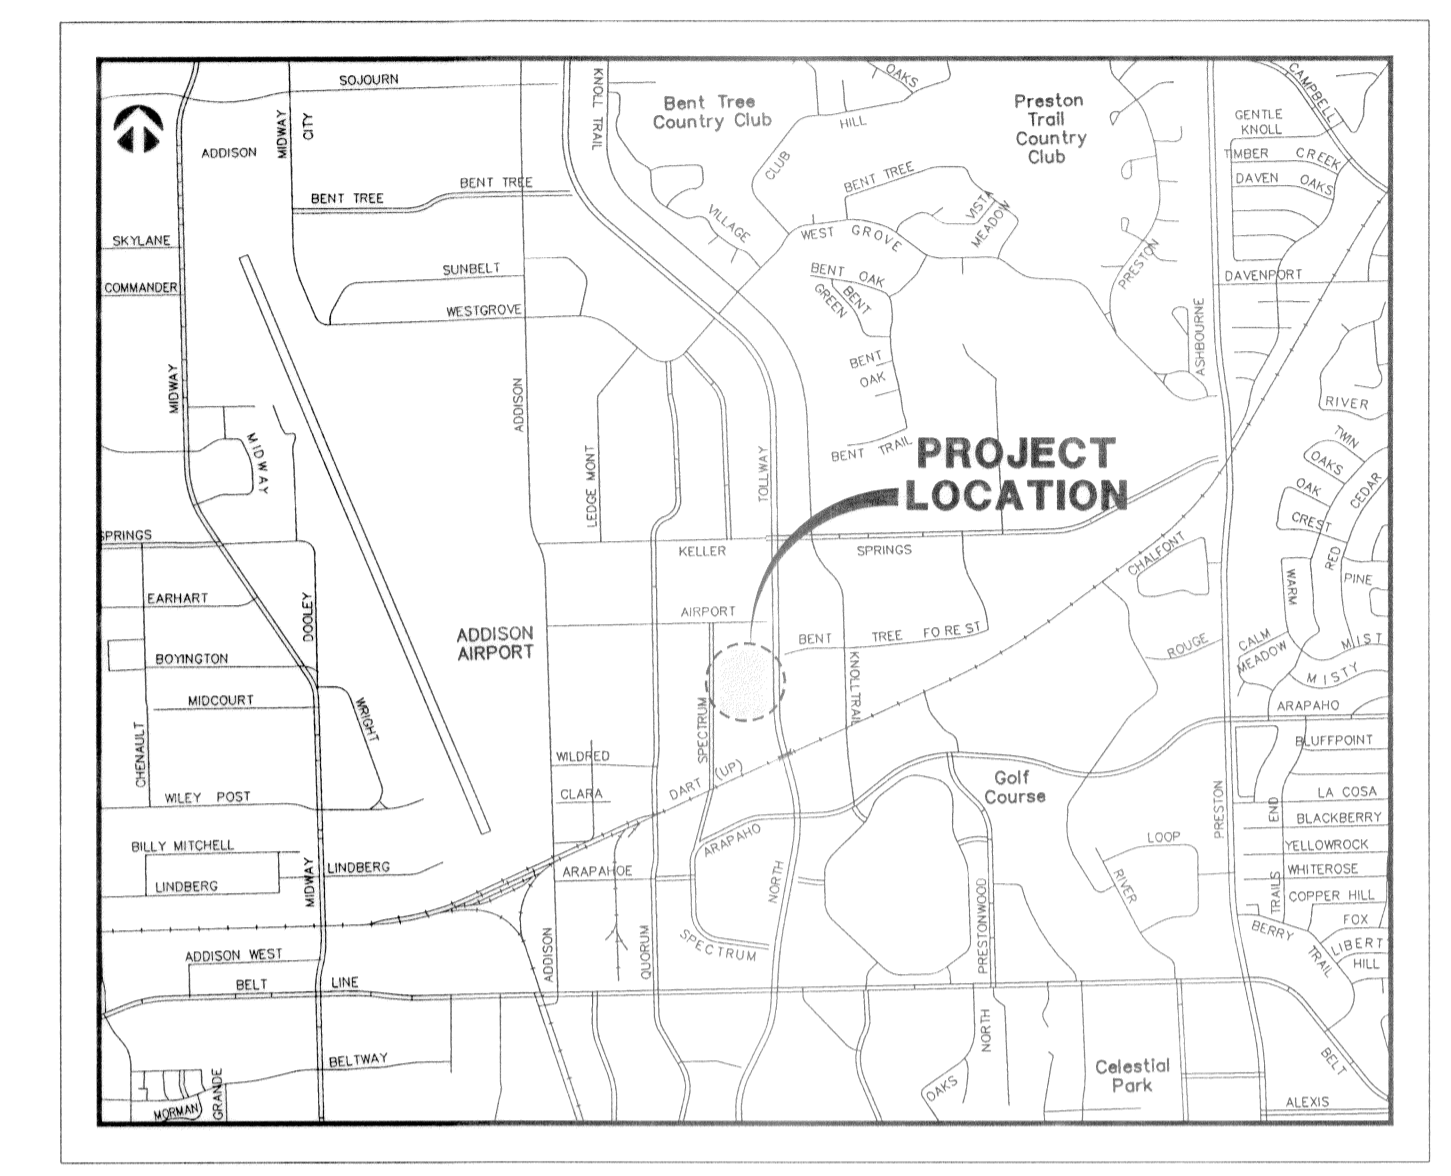 SOJOURN
KNOLL TRAIL
Bent Tree
Country Club
OAKS
HILL
Preston
Trail
Country
Club
CAMPBELL
GENTLE
KNOLL
MIDWAY
CITY
ADDISON
CLUB
TIMBER CREEK
BENT TREE
BENT TREE
BENT TREE
DAVEN OAKS
VISTA
MEADOW
VILLAGE
WEST GROVE
SKYLANE
PRESTON
SUNBELT
BENT OAK
DAVENPORT
COMMANDER
BENT
GREEN
WESTGROVE
ASHBOURNE
BENT
OAK
MIDWAY
ADDISON
RIVER
MIDWAY
TWIN
OAKS
BENT TRAIL
PROJECT
LOCATION
LEDGE MONT
TOLLWAY
OAK
CREST
CEDAR
SPRINGS
KELLER
SPRINGS
CHALFONT
RED
WARM
PINE
EARHART
DOOLEY
AIRPORT
ADDISON
AIRPORT
BENT TREE FOREST
ROUGE
CALM
MEADOW
MIST
BOYINGTON
KNOLL TRAIL
MISTY
MIDCOURT
WRIGHT
SPECTRUM
ARAPAHO
CHENAULT
BLUFFPOINT
WILDRED
DART (UP)
Golf
Course
CLARA
WILEY POST
PRESTON
END
LA COSA
BLACKBERRY
BILLY MITCHELL
ARAPAHO
LOOP
YELLOWROCK
LINDBERG
ARAPAHOE
WHITEROSE
LINDBERG
MIDWAY
NORTH
RIVER
TRAILS
COPPER HILL
PRESTONWOOD
FOX
BERRY TRAIL
LIBERT
HILL
ADDISON WEST
ADDISON
QUORUM
SPECTRUM
BELT LINE
NORTH
BELTWAY
BELT
Celestial
Park
OAKS
MORMAN
GRANDE
ALEXIS